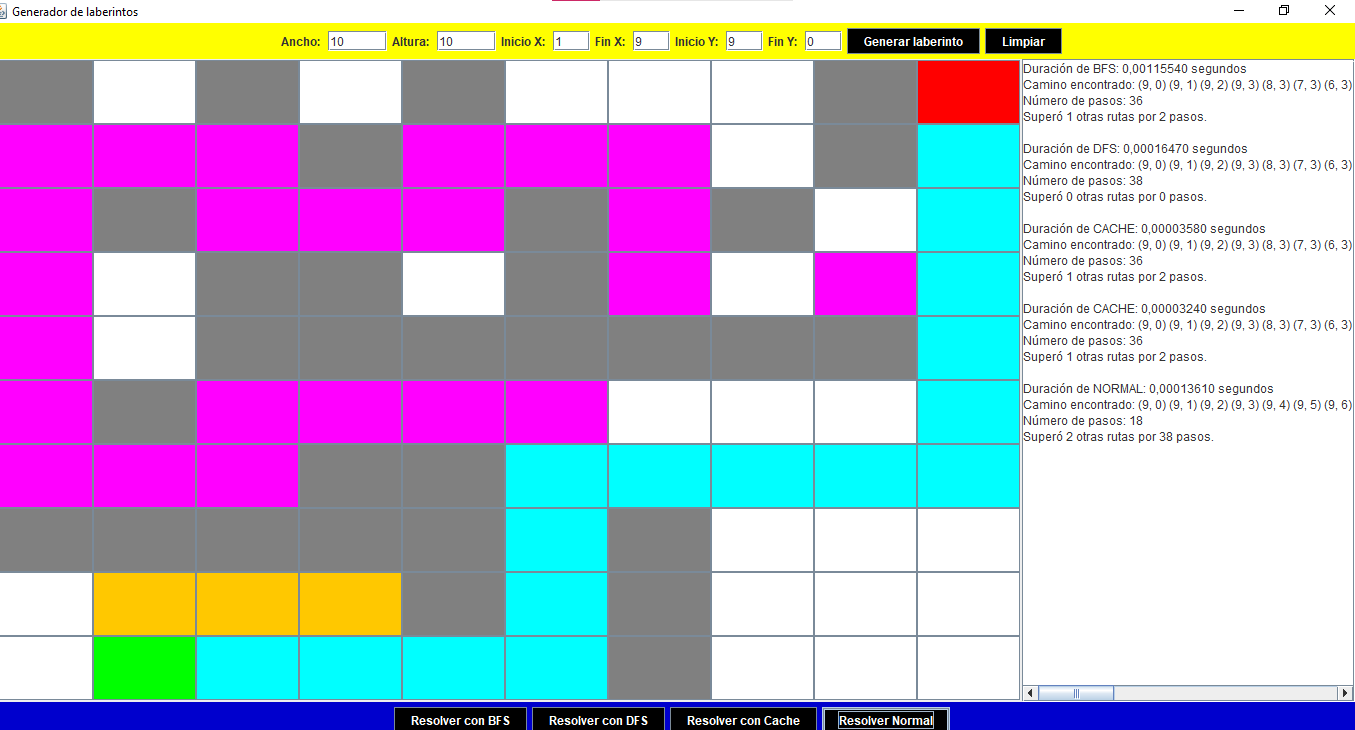 Generador de laberintos
Ancho: 10 Altura: 10 Inicio X: 1 Fin X: 9 Inicio Y: 9 Fin Y: 0 Generar laberinto Limpiar
Duración de BFS: 0,00115540 segundos
Camino encontrado: (9, 0) (9, 1) (9, 2) (9, 3) (8, 3) (7, 3) (6, 3)
Número de pasos: 36
Superó 1 otras rutas por 2 pasos.
Duración de DFS: 0,00016470 segundos
Camino encontrado: (9, 0) (9, 1) (9, 2) (9, 3) (8, 3) (7, 3) (6, 3)
Número de pasos: 38
Superó 0 otras rutas por 0 pasos.
Duración de CACHE: 0,00003580 segundos
Camino encontrado: (9, 0) (9, 1) (9, 2) (9, 3) (8, 3) (7, 3) (6, 3)
Número de pasos: 36
Superó 1 otras rutas por 2 pasos.
Duración de CACHE: 0,00003240 segundos
Camino encontrado: (9, 0) (9, 1) (9, 2) (9, 3) (8, 3) (7, 3) (6, 3)
Número de pasos: 36
Superó 1 otras rutas por 2 pasos.
Duración de NORMAL: 0,00013610 segundos
Camino encontrado: (9, 0) (9, 1) (9, 2) (9, 3) (9, 4) (9, 5) (9, 6)
Número de pasos: 18
Superó 2 otras rutas por 38 pasos.
Resolver con BFS Resolver con DFS Resolver con Cache Resolver Normal